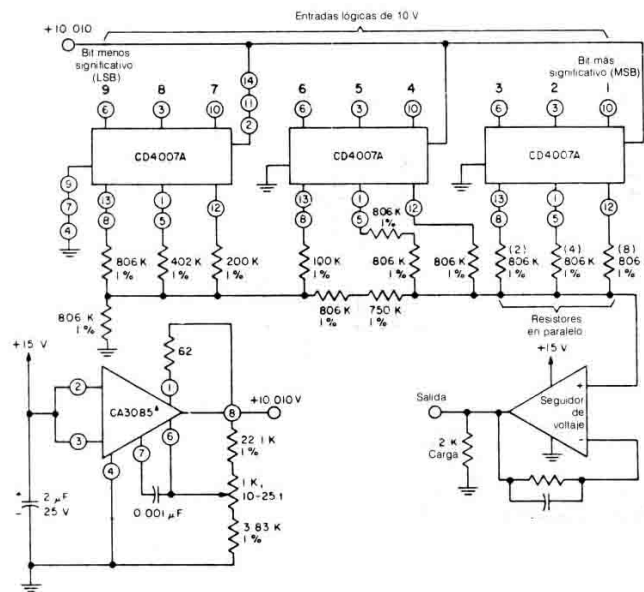 +10 010
Entradas lógicas de 10 V
Bit menos
significativo (LSB)
Bit más
significativo (MSB)
9 8 7
6 5 4
3 2 1
6 3 10
14
11
2
6 3 10
6 3 10
CD4007A
CD4007A
CD4007A
9
7
4
13
8
1
5
12
13
8
1
5
12
13
8
1
5
12
806 K
1 %
806 K
1 %
402 K
1 %
200 K
1 %
100 K
1 %
806 K
1 %
806 K
1 %
(2)
806 K
1 %
(4)
806 K
1 %
(8)
806
1 %
806 K
1 %
806 K
1 %
750 K
1 %
Resistores
en paralelo
+15 V
62
1
2
3
CA3085
8
+10 010 V
7
6
4
22 1 K
1 %
1 K,
10-25 t
0 001 µF
3 83 K
1 %
+
-
2 µF
25 V
+15 V
Salida
Seguidor
de
voltaje
+
-
2 K
Carga